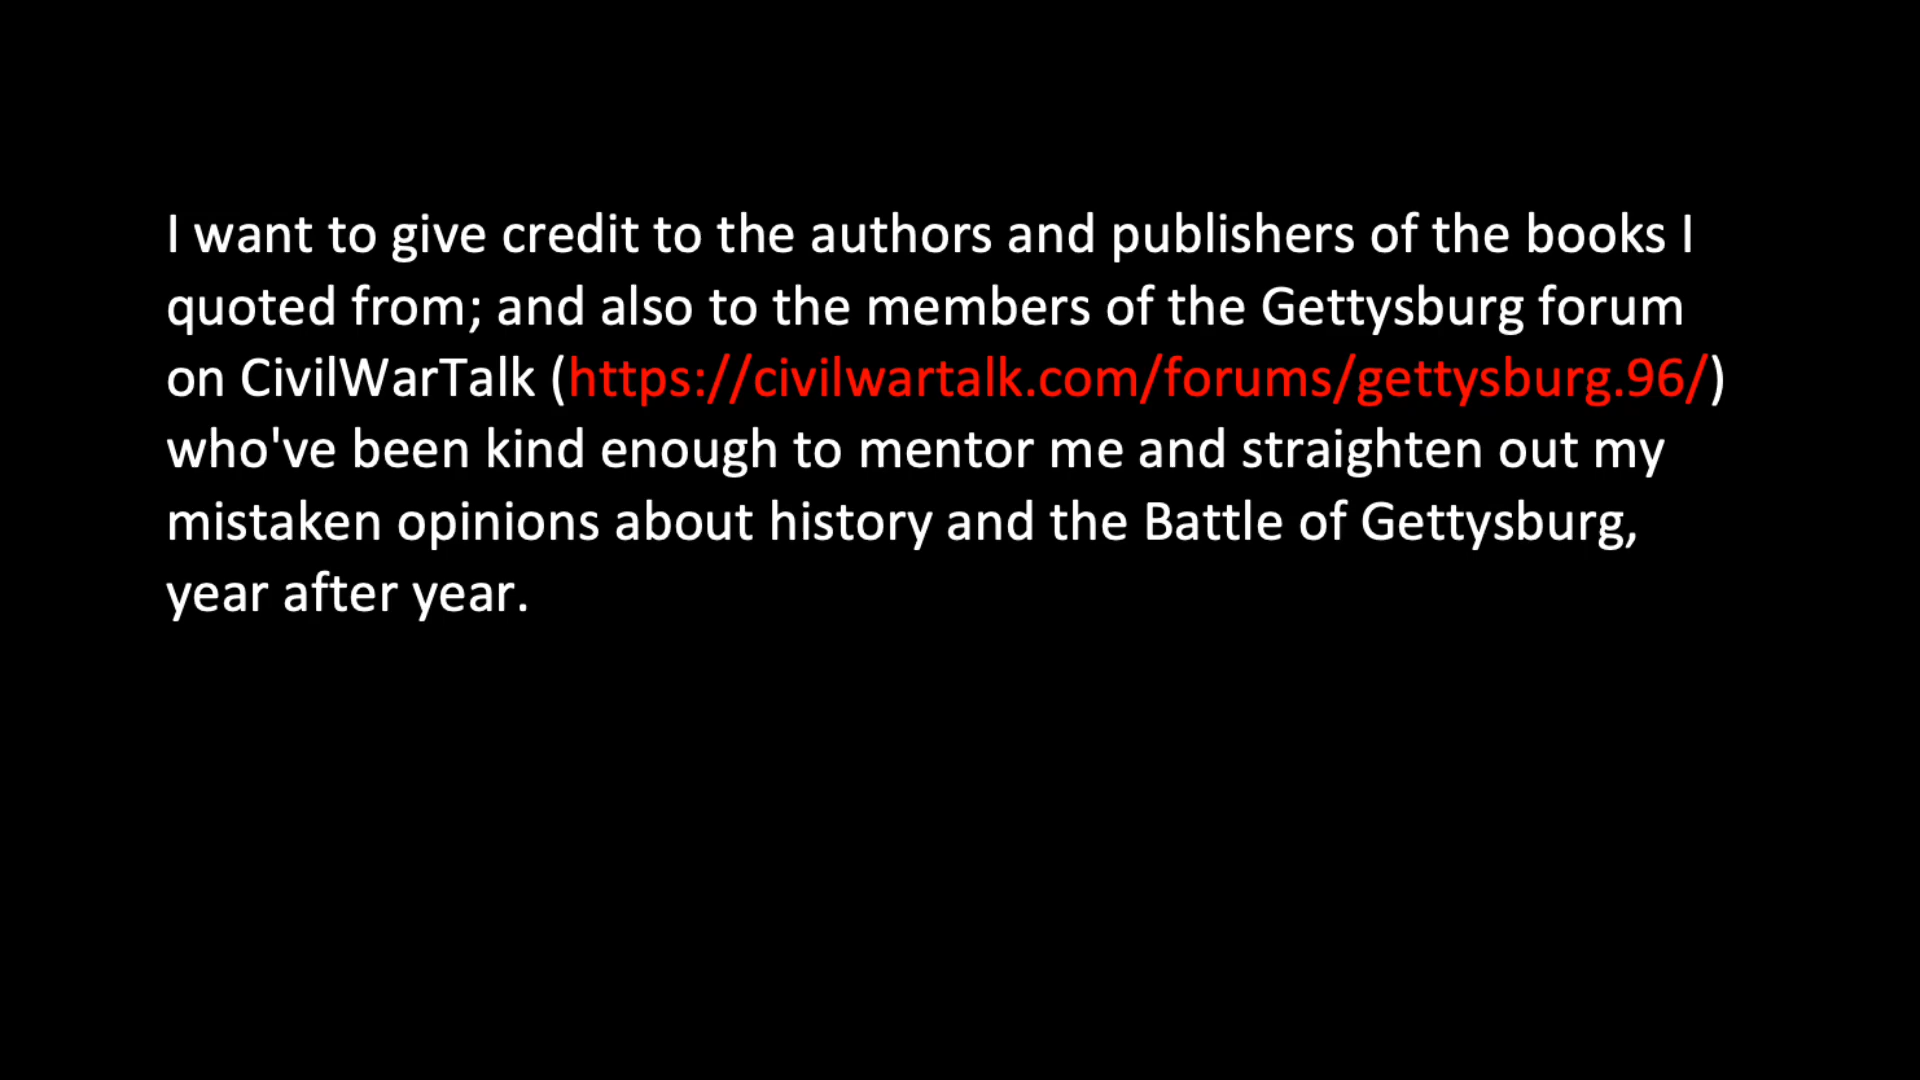 I want to give credit to the authors and publishers of the books I
quoted from; and also to the members of the Gettysburg forum
on CivilWarTalk (https://civilwartalk.com/forums/gettysburg.96/)
who've been kind enough to mentor me and straighten out my
mistaken opinions about history and the Battle of Gettysburg,
year after year.